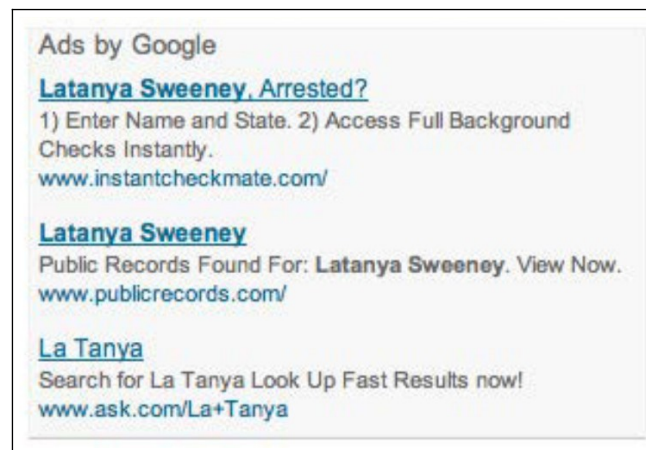 Ads by Google
Latanya Sweeney, Arrested?
1) Enter Name and State. 2) Access Full Background
Checks Instantly.
www.instantcheckmate.com/
Latanya Sweeney
Public Records Found For: Latanya Sweeney. View Now.
www.publicrecords.com/
La Tanya
Search for La Tanya Look Up Fast Results now!
www.ask.com/La+Tanya